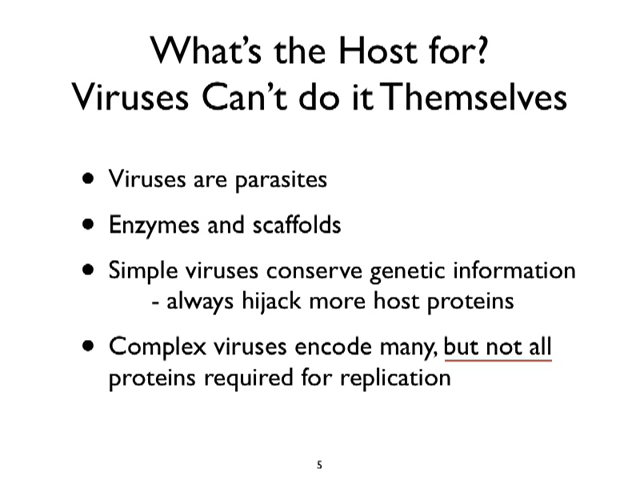 What's the Host for?
Viruses Can't do it Themselves
• Viruses are parasites
• Enzymes and scaffolds
• Simple viruses conserve genetic information
- always hijack more host proteins
• Complex viruses encode many, but not all
proteins required for replication
5